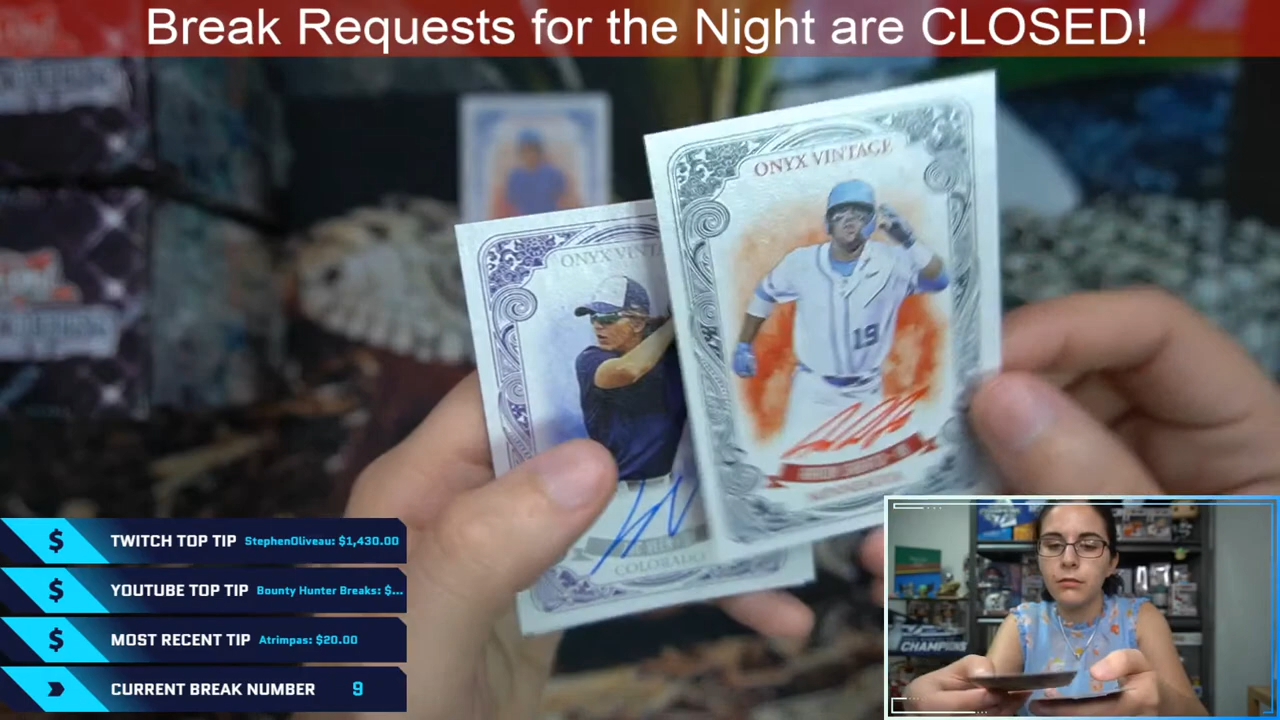 Break Requests for the Night are CLOSED!
ONYX VINTAGE
ONYX VINT
19
COLORADO
TWITCH TOP TIP StephenOliveau: $1,430.00
YOUTUBE TOP TIP Bounty Hunter Breaks: $...
MOST RECENT TIP Atrimpas: $20.00
CURRENT BREAK NUMBER 9
CHAMPIONS